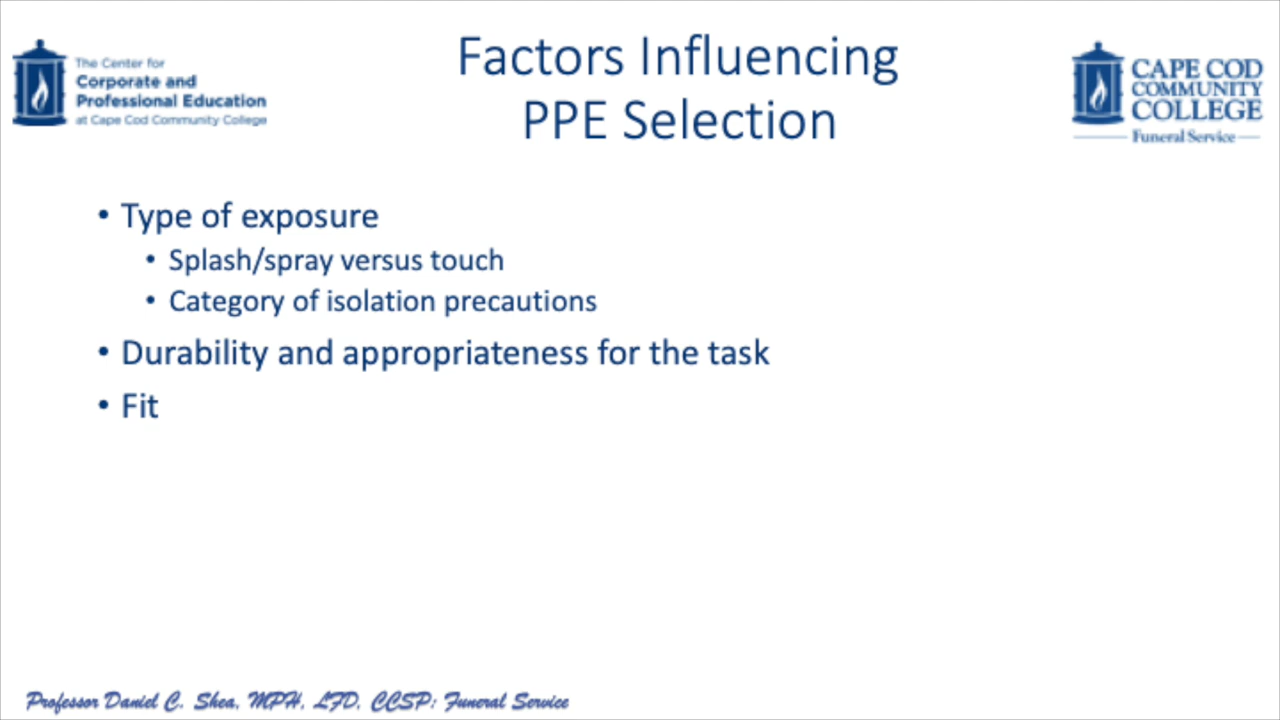 Factors Influencing
PPE Selection
The Center for
Corporate and
Professional Education
at Cape Cod Community College
CAPE COD
COMMUNITY
COLLEGE
Funeral Service
• Type of exposure
• Splash/spray versus touch
• Category of isolation precautions
• Durability and appropriateness for the task
• Fit
Professor Daniel C. Shea, MPH, LFD, CCSP: Funeral Service